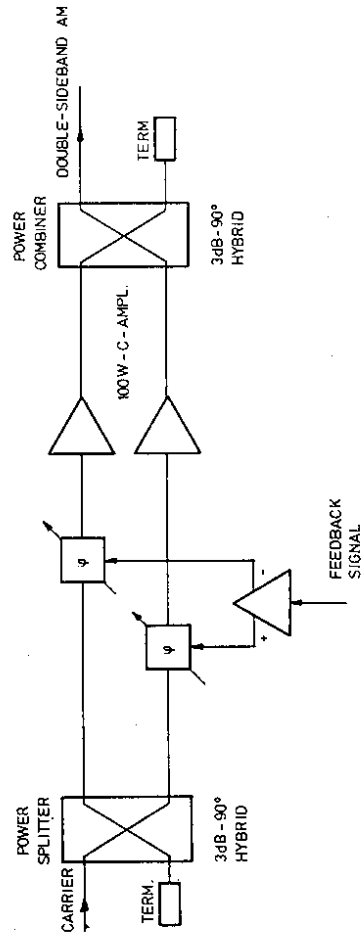 CARRIER
TERM.
POWER
SPLITTER
3dB-90°
HYBRID
φ
φ
+
-
FEEDBACK
SIGNAL
100W-C-AMPL.
POWER
COMBINER
3dB-90°
HYBRID
TERM
DOUBLE-SIDEBAND AM